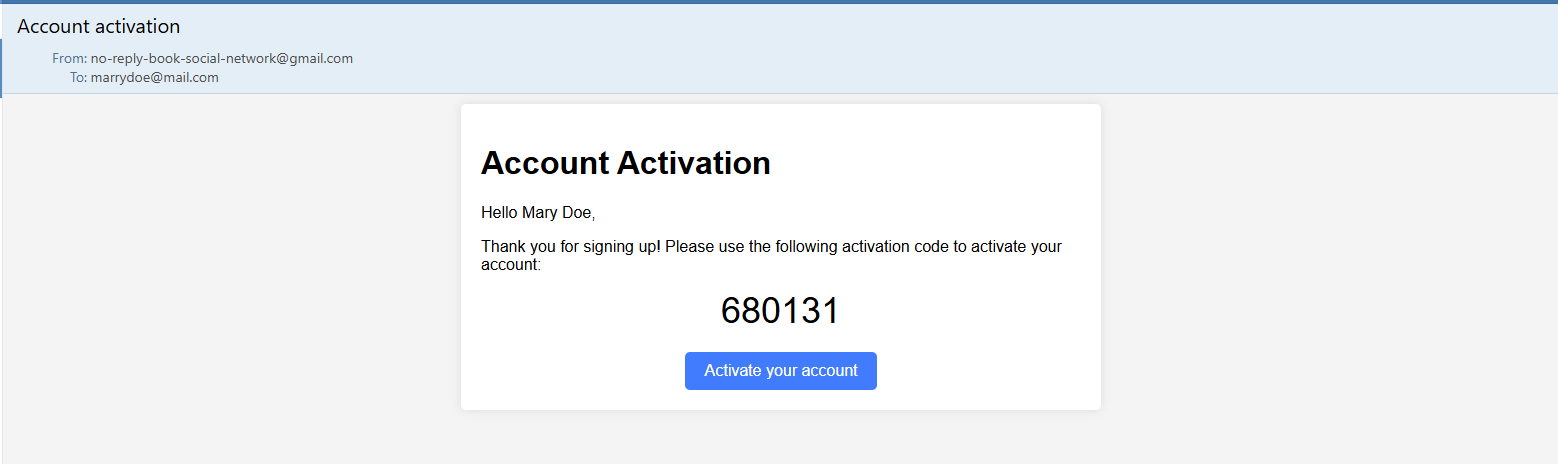 Account activation
From: no-reply-book-social-network@gmail.com
To: marrydoe@mail.com
Account Activation
Hello Mary Doe,
Thank you for signing up! Please use the following activation code to activate your
account:
680131
Activate your account